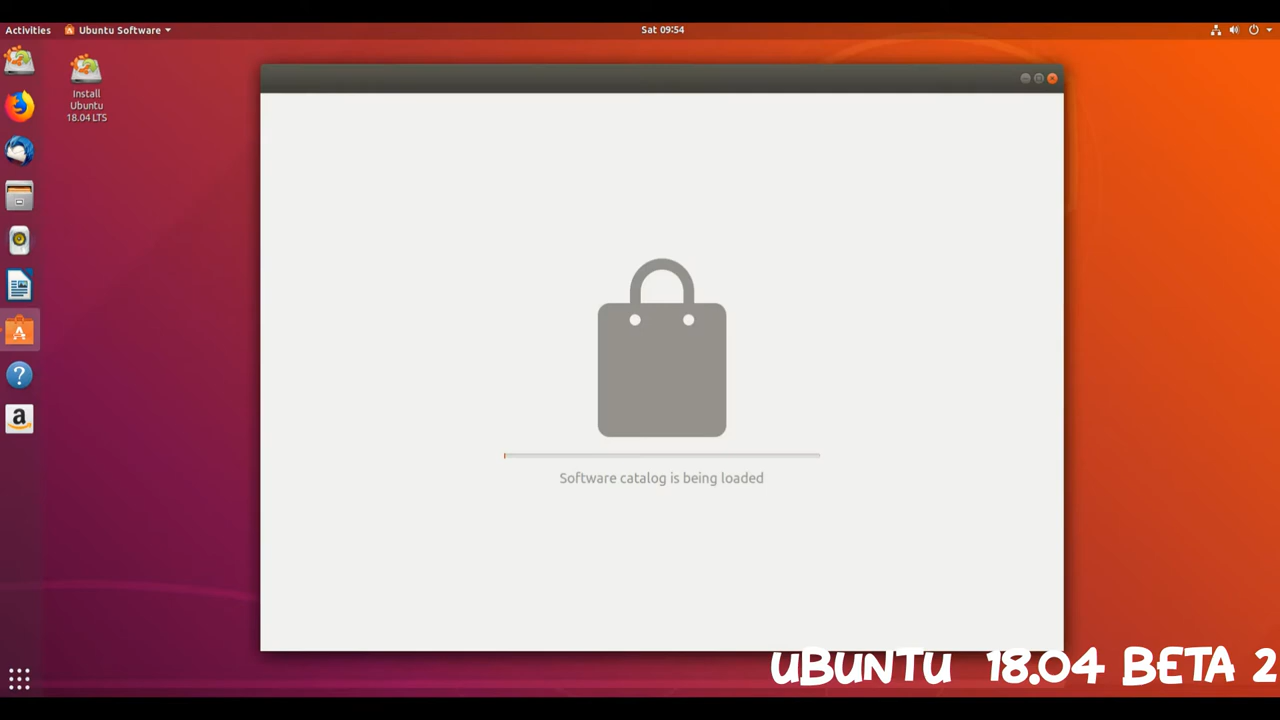 Activities
Ubuntu Software
Sat 09:54
Install
Ubuntu
18.04 LTS
Software catalog is being loaded
UBUNTU 18.04 BETA 2